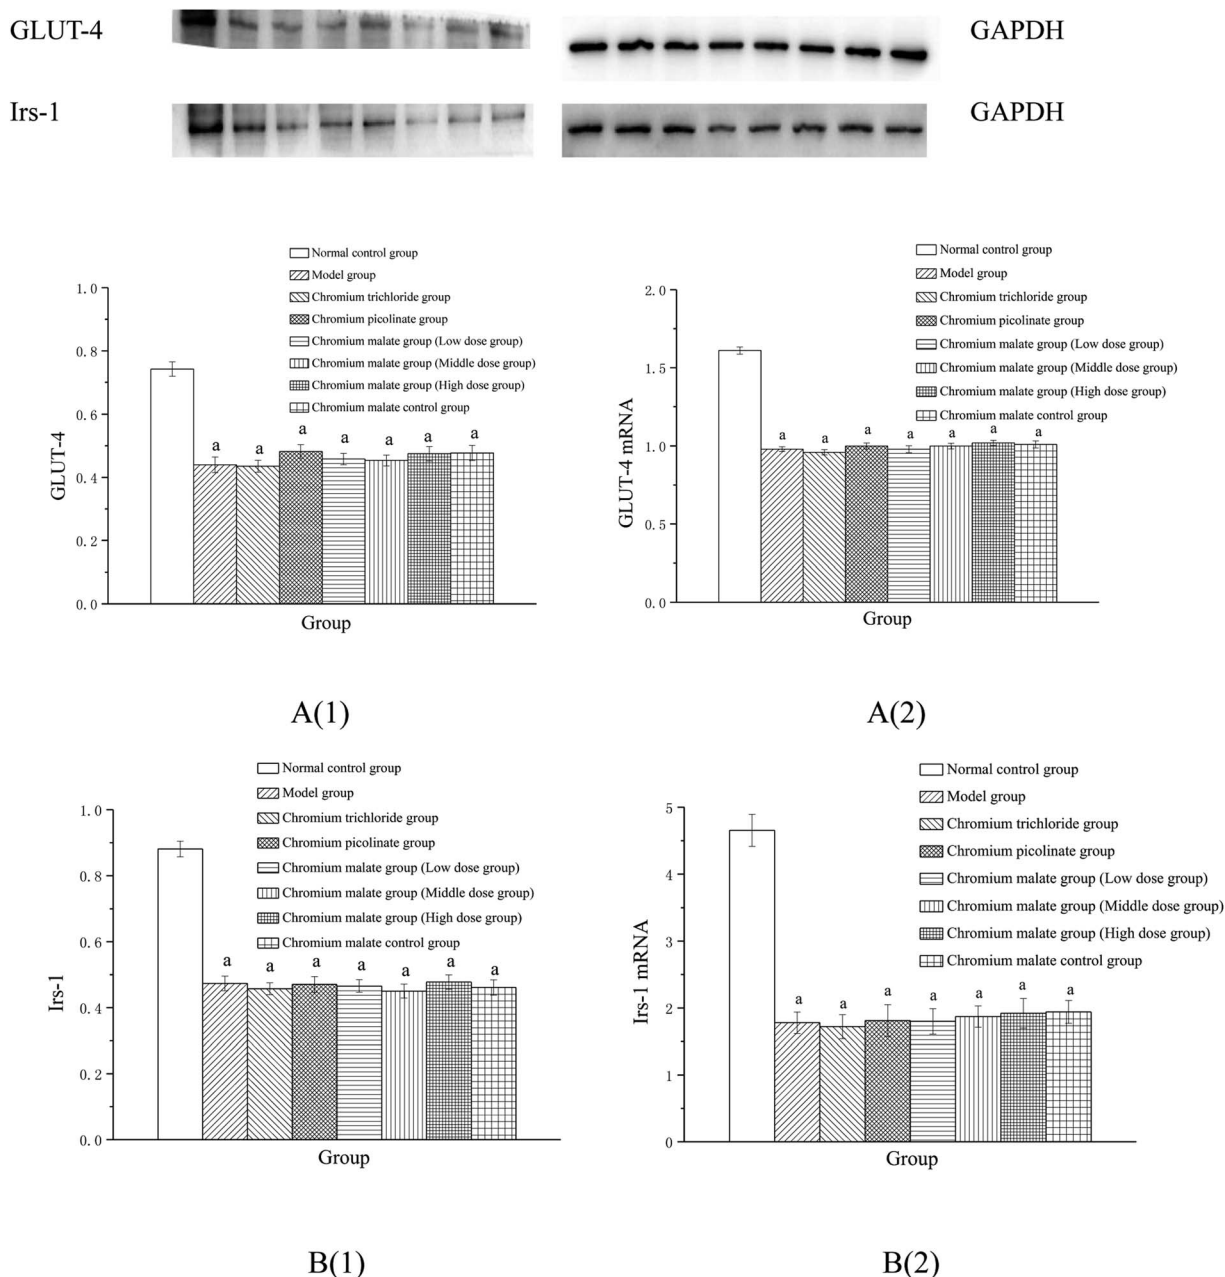 GLUT-4
GAPDH
Irs-1
GAPDH
Normal control group
Model group
Chromium trichloride group
Chromium picolinate group
Chromium malate group (Low dose group)
Chromium malate group (Middle dose group)
Chromium malate group (High dose group)
Chromium malate control group
1.0
0.8
0.6
0.4
0.2
0.0
GLUT-4
a a a a a a a
Group
A(1)
Normal control group
Model group
Chromium trichloride group
Chromium picolinate group
Chromium malate group (Low dose group)
Chromium malate group (Middle dose group)
Chromium malate group (High dose group)
Chromium malate control group
2.0
1.5
1.0
0.5
0.0
GLUT-4 mRNA
a a a a a a a
Group
A(2)
Normal control group
Model group
Chromium trichloride group
Chromium picolinate group
Chromium malate group (Low dose group)
Chromium malate group (Middle dose group)
Chromium malate group (High dose group)
Chromium malate control group
1.0
0.8
0.6
0.4
0.2
0.0
Irs-1
a a a a a a a
Group
B(1)
Normal control group
Model group
Chromium trichloride group
Chromium picolinate group
Chromium malate group (Low dose group)
Chromium malate group (Middle dose group)
Chromium malate group (High dose group)
Chromium malate control group
5
4
3
2
1
0
Irs-1 mRNA
a a a a a a a
Group
B(2)